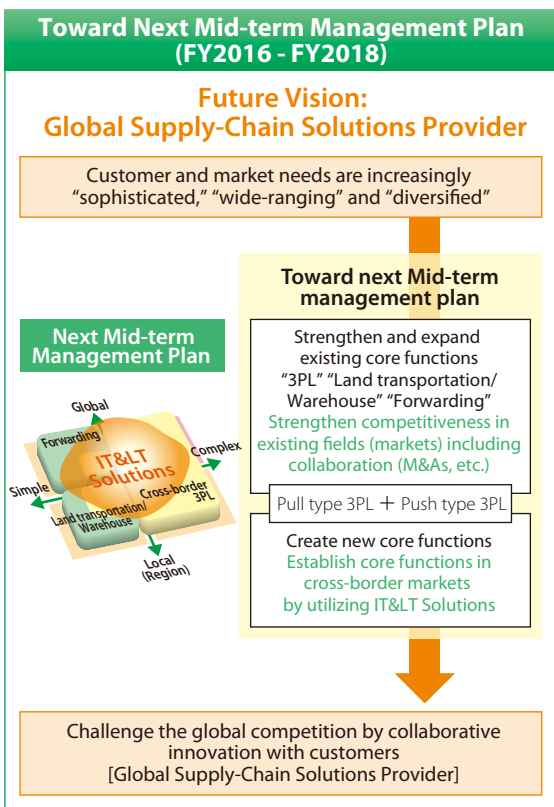 Toward Next Mid-term Management Plan
(FY2016 - FY2018)
Future Vision:
Global Supply-Chain Solutions Provider
Customer and market needs are increasingly
“sophisticated,” “wide-ranging” and “diversified”
Toward next Mid-term
management plan
Next Mid-term
Management Plan
Strengthen and expand
existing core functions
“3PL” “Land transportation/
Warehouse” “Forwarding”
Strengthen competitiveness in
existing fields (markets) including
collaboration (M&As, etc.)
Global
Forwarding
Complex
IT&LT
Solutions
Simple
Cross-border
3PL
Land transportation/
Warehouse
Local
(Region)
Pull type 3PL + Push type 3PL
Create new core functions
Establish core functions in
cross-border markets
by utilizing IT&LT Solutions
Challenge the global competition by collaborative
innovation with customers
[Global Supply-Chain Solutions Provider]